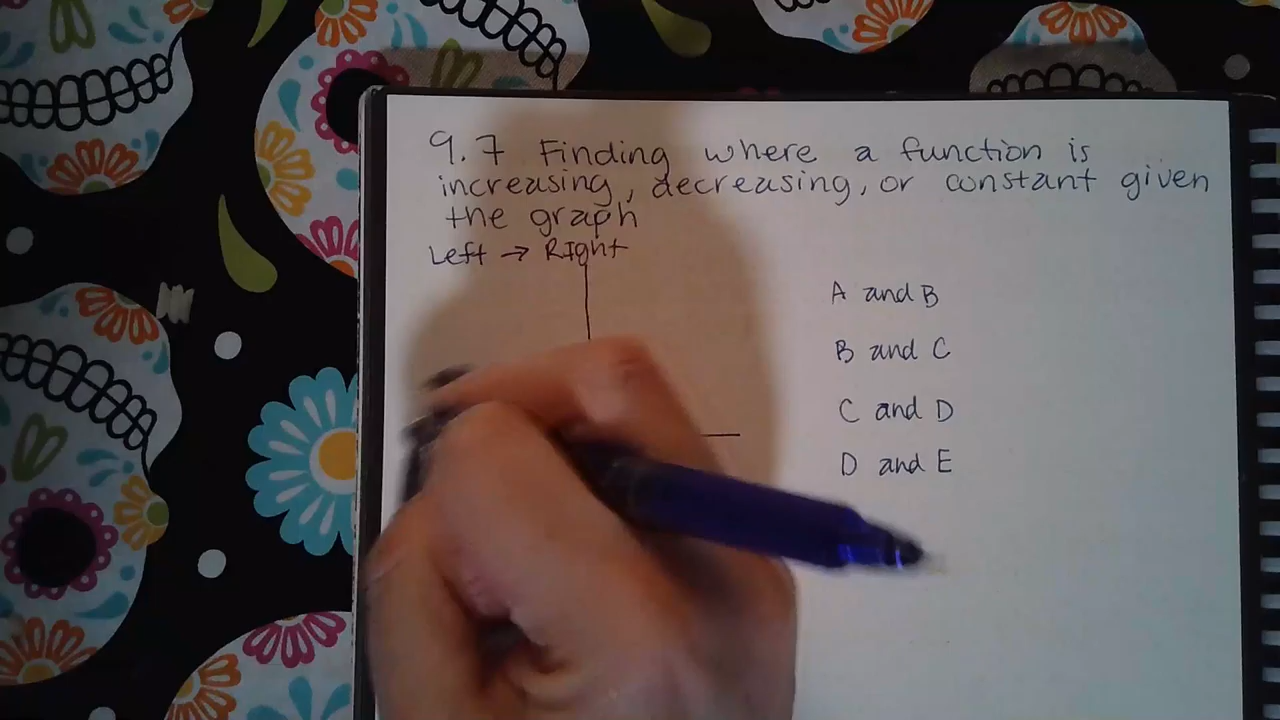 9.7 Finding where a function is
increasing, decreasing, or constant given
the graph
Left → Right
A and B
B and C
C and D
D and E